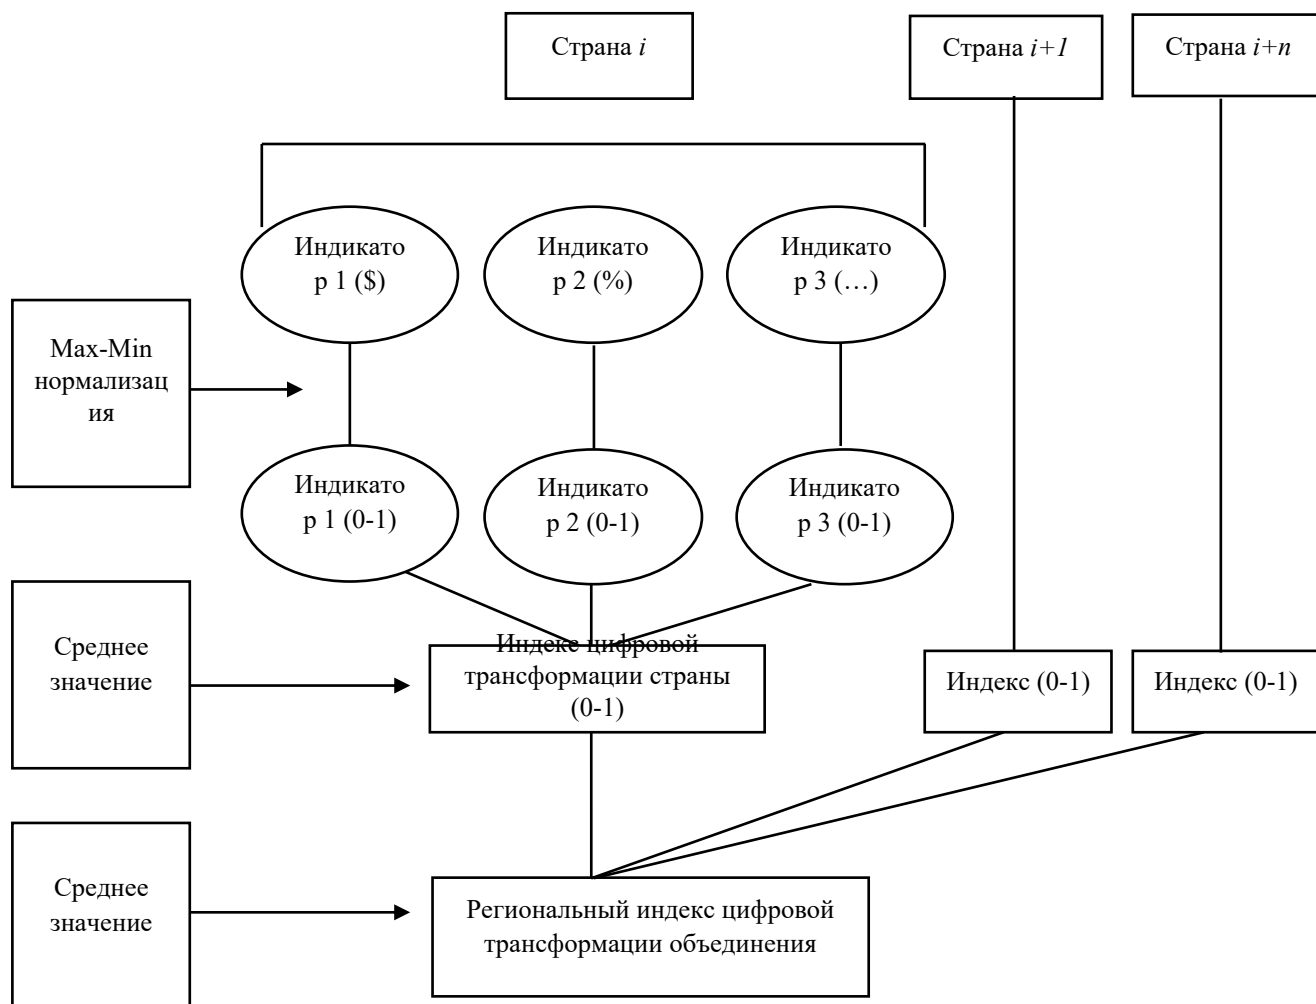 Страна i
Страна i+1
Страна i+n
Индикато
р 1 ($)
Индикато
р 2 (%)
Индикато
р 3 (…)
Max-Min
нормализац
ия
Индикато
р 1 (0-1)
Индикато
р 2 (0-1)
Индикато
р 3 (0-1)
Среднее
значение
Индекс цифровой
трансформации страны
(0-1)
Индекс (0-1)
Индекс (0-1)
Среднее
значение
Региональный индекс цифровой
трансформации объединения